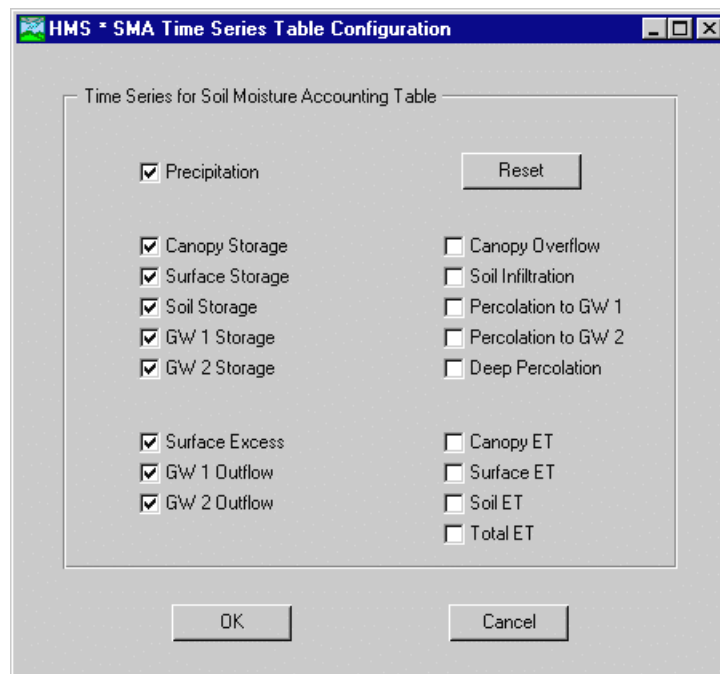 HMS * SMA Time Series Table Configuration
Time Series for Soil Moisture Accounting Table
Precipitation
Reset
Canopy Storage
Surface Storage
Soil Storage
GW 1 Storage
GW 2 Storage
Canopy Overflow
Soil Infiltration
Percolation to GW 1
Percolation to GW 2
Deep Percolation
Surface Excess
GW 1 Outflow
GW 2 Outflow
Canopy ET
Surface ET
Soil ET
Total ET
OK
Cancel